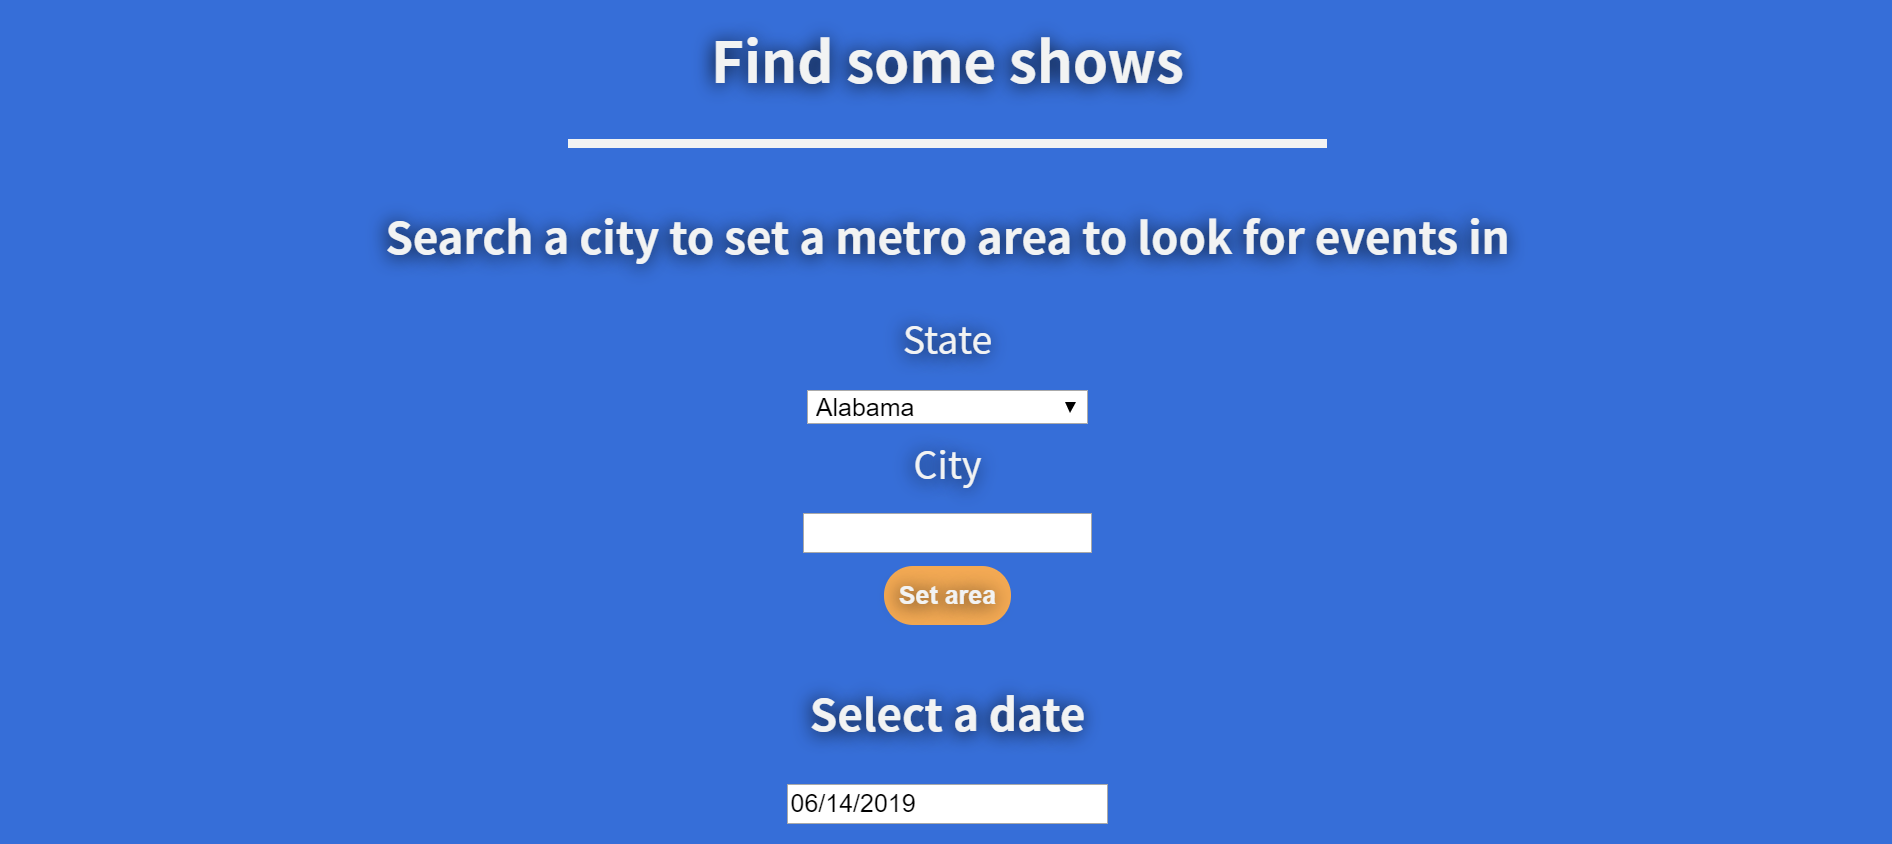 Find some shows
Search a city to set a metro area to look for events in
State
Alabama
City
Set area
Select a date
06/14/2019